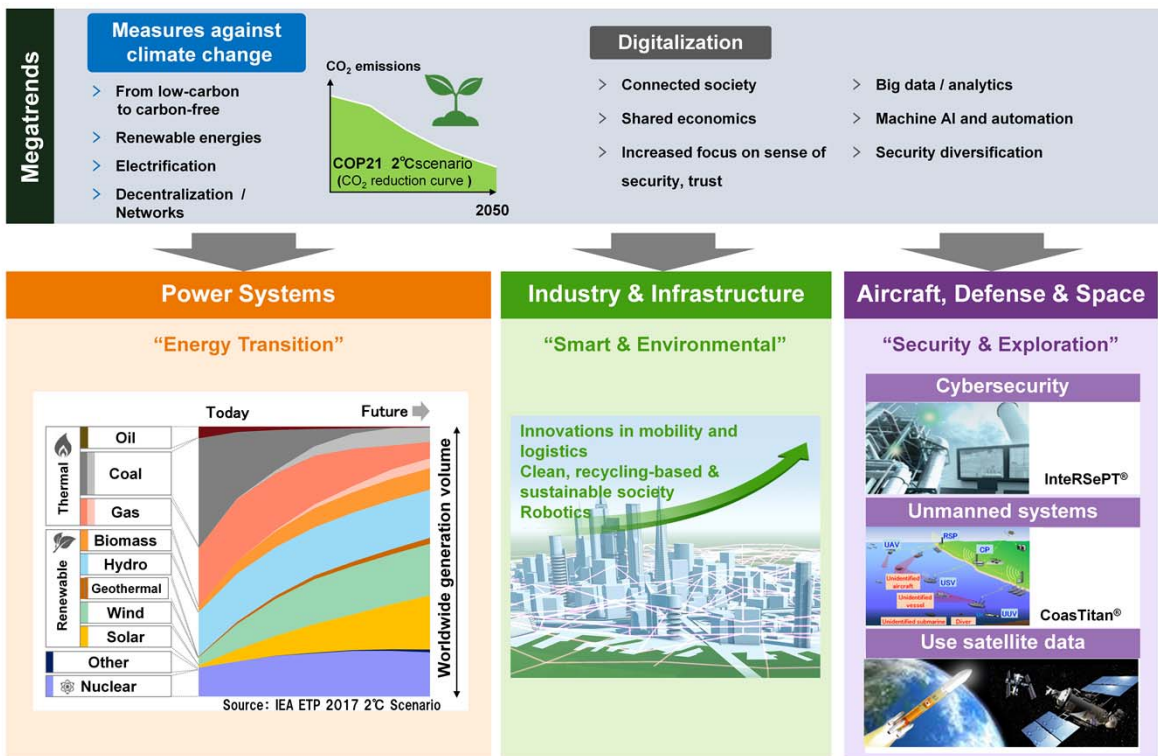 Megatrends
Measures against
climate change
From low-carbon
to carbon-free
Renewable energies
Electrification
Decentralization /
Networks
CO₂ emissions
COP21 2℃scenario
(CO₂ reduction curve )
2050
Digitalization
Connected society
Shared economics
Increased focus on sense of
security, trust
Big data / analytics
Machine AI and automation
Security diversification
Power Systems
"Energy Transition"
Today
Future
Thermal
Oil
Coal
Gas
Renewable
Biomass
Hydro
Geothermal
Wind
Solar
Other
Nuclear
Worldwide generation volume
Source: IEA ETP 2017 2℃ Scenario
Industry & Infrastructure
"Smart & Environmental"
Innovations in mobility and
logistics
Clean, recycling-based &
sustainable society
Robotics
Aircraft, Defense & Space
"Security & Exploration"
Cybersecurity
InteRSePT®
Unmanned systems
UAV
RSP
CP
Unidentified
aircraft
USV
Unidentified
vessel
UUV
Unidentified submarine
Diver
CoasTitan®
Use satellite data